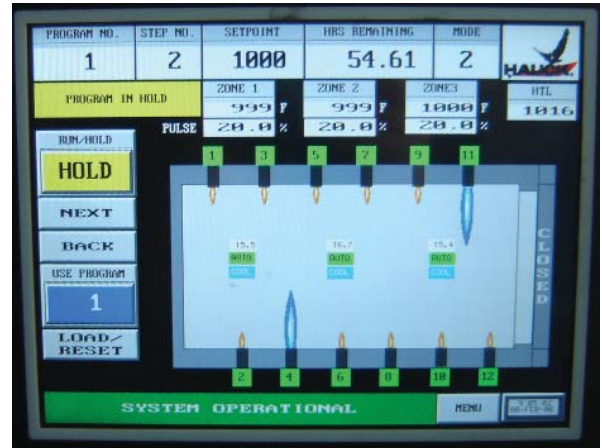 PROGRAM NO. STEP NO. SETPOINT HRS REMAINING MODE
1 2 1000 54.61 2
HAUCK
PROGRAM IN HOLD
ZONE 1 ZONE 2 ZONE3 HTL
999 F 999 F 1000 F 1016
PULSE 20.0 % 20.0 % 20.0 %
RUN/HOLD
HOLD
1 3 5 7 9 11
NEXT
BACK
15.5 16.7 15.4
AUTO AUTO AUTO
COOL COOL COOL
CLOSED
USE PROGRAM
1
LOAD/
RESET
2 4 6 8 10 12
SYSTEM OPERATIONAL
MENU